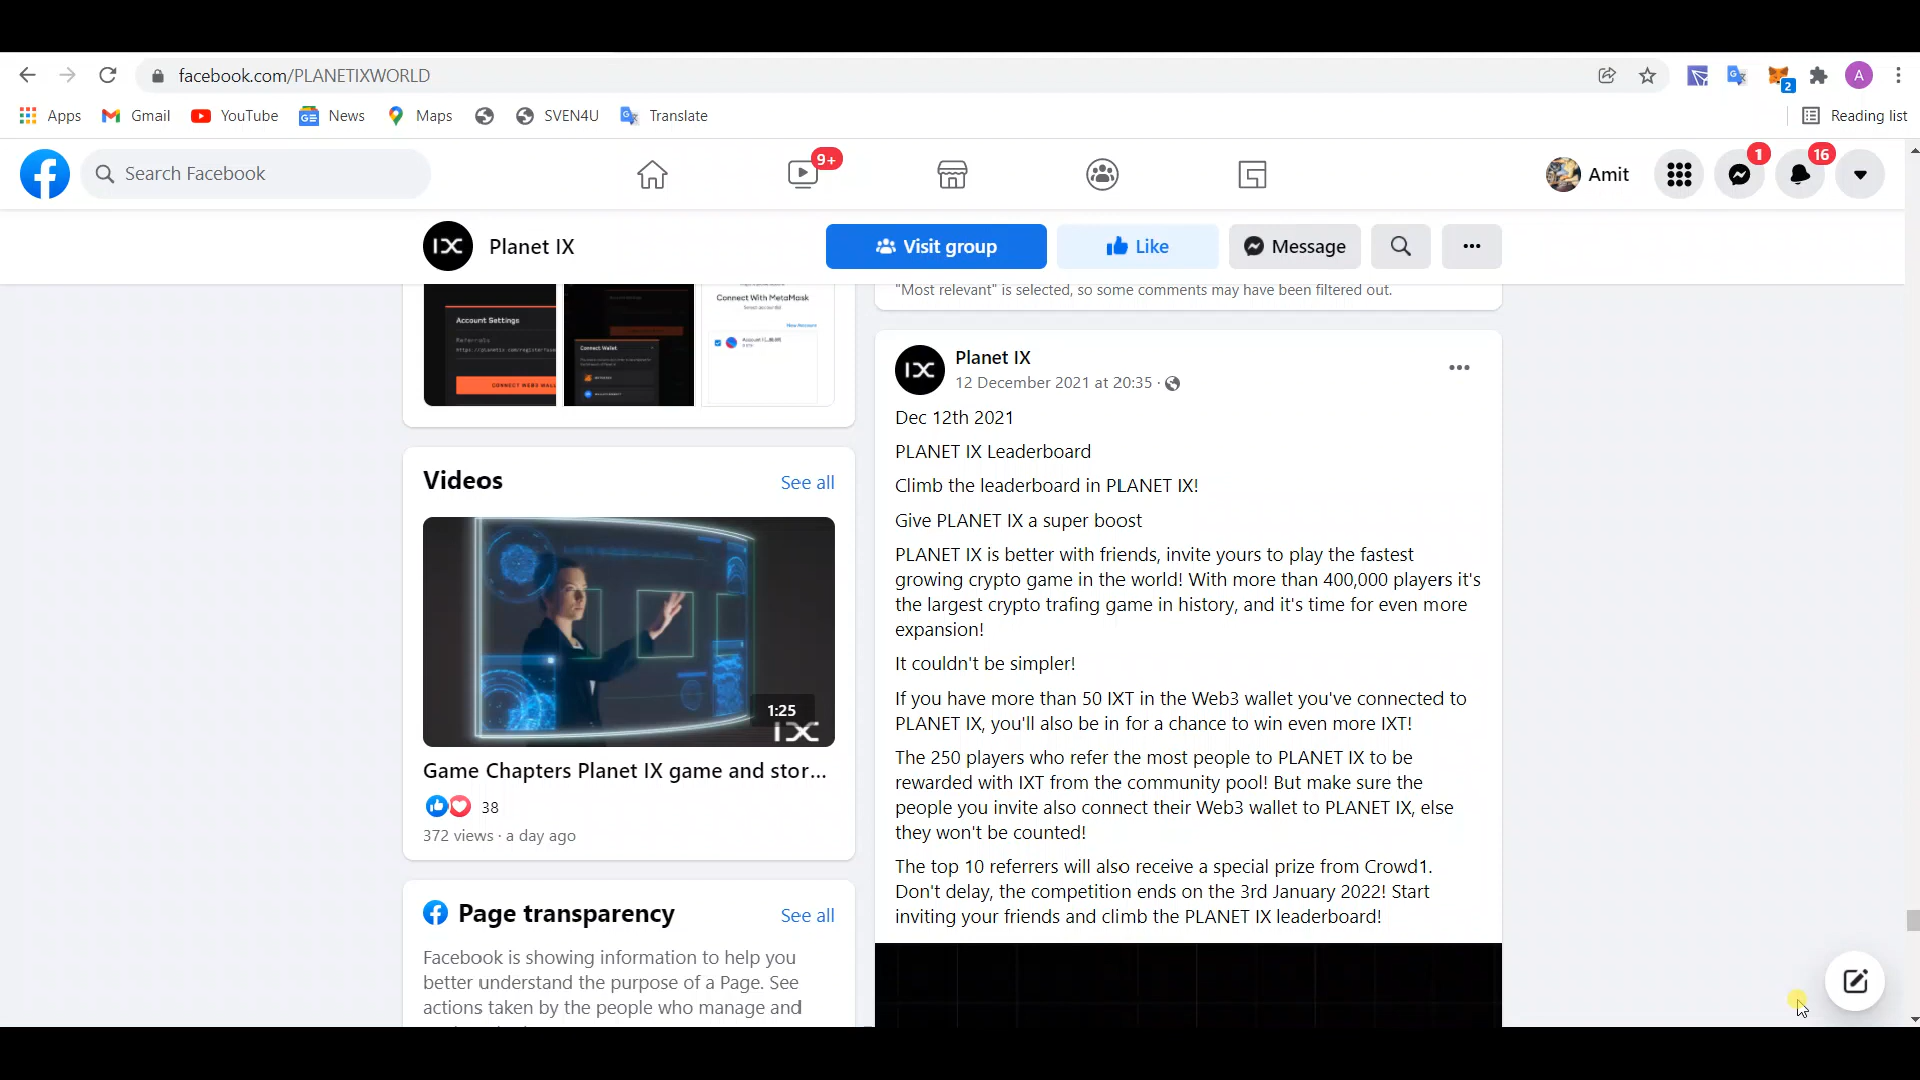 facebook.com/PLANETIXWORLD
A
2
Apps
Gmail
YouTube
News
Maps
SVEN4U
Translate
Reading list
Search Facebook
9+
Amit
1
16
IX
Planet IX
Visit group
Like
Message
Account Settings
Referrals
CONNECT WEB3 WALL
Connect Wallet
Connect With MetaMask
New Account
Videos
See all
1:25
IX
Game Chapters Planet IX game and stor...
38
372 views · a day ago
Page transparency
See all
Facebook is showing information to help you
better understand the purpose of a Page. See
actions taken by the people who manage and
"Most relevant" is selected, so some comments may have been filtered out.
IX
Planet IX
12 December 2021 at 20:35 ·
Dec 12th 2021
PLANET IX Leaderboard
Climb the leaderboard in PLANET IX!
Give PLANET IX a super boost
PLANET IX is better with friends, invite yours to play the fastest
growing crypto game in the world! With more than 400,000 players it's
the largest crypto trafing game in history, and it's time for even more
expansion!
It couldn't be simpler!
If you have more than 50 IXT in the Web3 wallet you've connected to
PLANET IX, you'll also be in for a chance to win even more IXT!
The 250 players who refer the most people to PLANET IX to be
rewarded with IXT from the community pool! But make sure the
people you invite also connect their Web3 wallet to PLANET IX, else
they won't be counted!
The top 10 referrers will also receive a special prize from Crowd1.
Don't delay, the competition ends on the 3rd January 2022! Start
inviting your friends and climb the PLANET IX leaderboard!